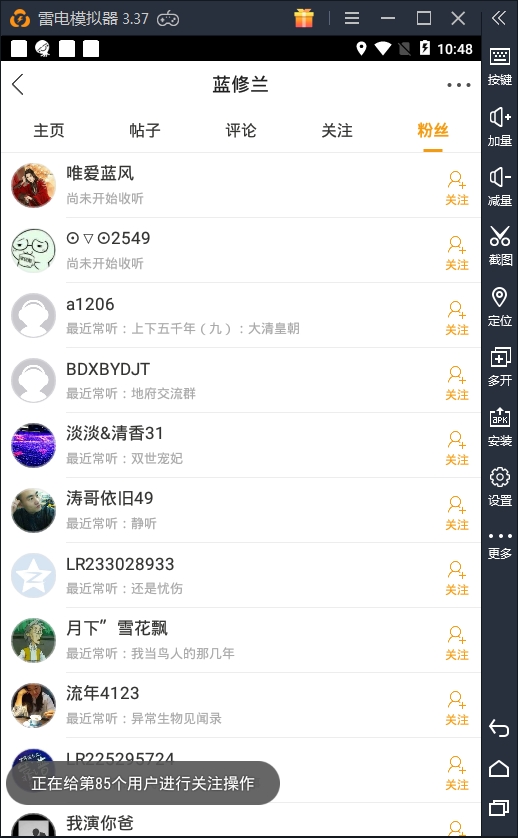 雷电模拟器 3.37
10:48
蓝修兰
主页 帖子 评论 关注 粉丝
唯爱蓝风
尚未开始收听
关注
⊙▽⊙2549
尚未开始收听
关注
a1206
最近常听：上下五千年（九）：大清皇朝
关注
BDXBYDJT
最近常听：地府交流群
关注
淡淡&清香31
最近常听：双世宠妃
关注
涛哥依旧49
最近常听：静听
关注
LR233028933
最近常听：还是忧伤
关注
月下”雪花飘
最近常听：我当鸟人的那几年
关注
流年4123
最近常听：异常生物见闻录
关注
LR225295724
关注
正在给第85个用户进行关注操作
我演你爸
按键
加量
减量
截图
定位
多开
APK
安装
设置
更多